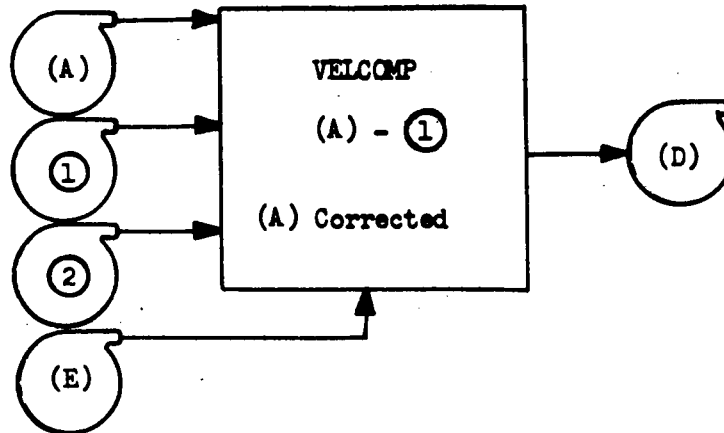 (A)
VELCOMP
①
(A) - ①
(D)
(A) Corrected
②
(E)